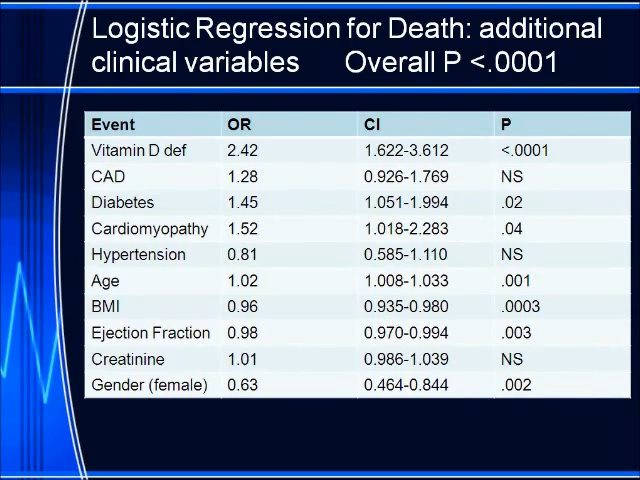 Logistic Regression for Death: additional
clinical variables Overall P <.0001
Event OR CI P
Vitamin D def 2.42 1.622-3.612 <.0001
CAD 1.28 0.926-1.769 NS
Diabetes 1.45 1.051-1.994 .02
Cardiomyopathy 1.52 1.018-2.283 .04
Hypertension 0.81 0.585-1.110 NS
Age 1.02 1.008-1.033 .001
BMI 0.96 0.935-0.980 .0003
Ejection Fraction 0.98 0.970-0.994 .003
Creatinine 1.01 0.986-1.039 NS
Gender (female) 0.63 0.464-0.844 .002